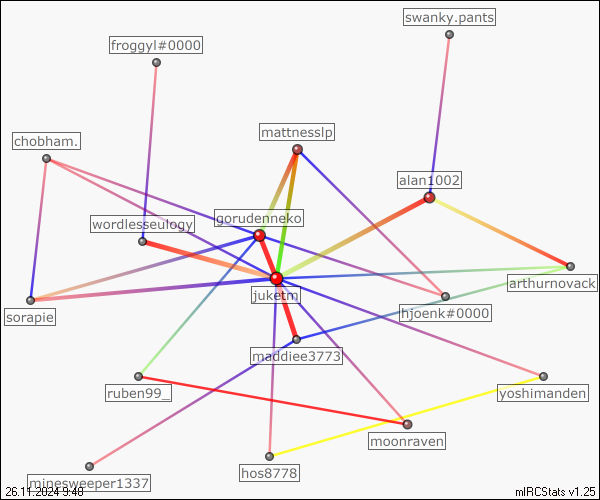 swanky.pants
froggyl#0000
mattnesslp
chobham.
alan1002
gorudenneko
wordlesseulogy
arthurnovack
juketm
hjoenk#0000
sorapie
maddiee3773
ruben99_
yoshimanden
moonraven
hos8778
minesweeper1337
26.11.2024 9:48
mIRCStats v1.25